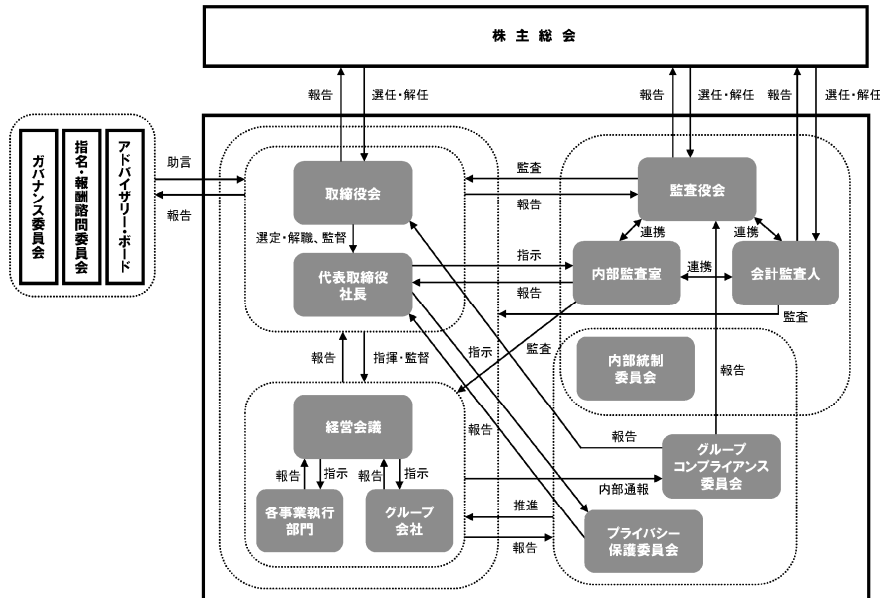 株主総会
報告
選任・解任
報告
選任・解任
報告
選任・解任
ガバナンス委員会
指名・報酬諮問委員会
アドバイザリー・ボード
助言
報告
取締役会
監査
報告
監査役会
選定・解職、監督
連携
連携
代表取締役
社長
指示
報告
内部監査室
連携
会計監査人
監査
報告
指揮・監督
指示
監査
内部統制
委員会
報告
経営会議
報告
報告
グループ
コンプライアンス
委員会
報告
指示
報告
指示
内部通報
各事業執行
部門
グループ
会社
推進
報告
プライバシー
保護委員会